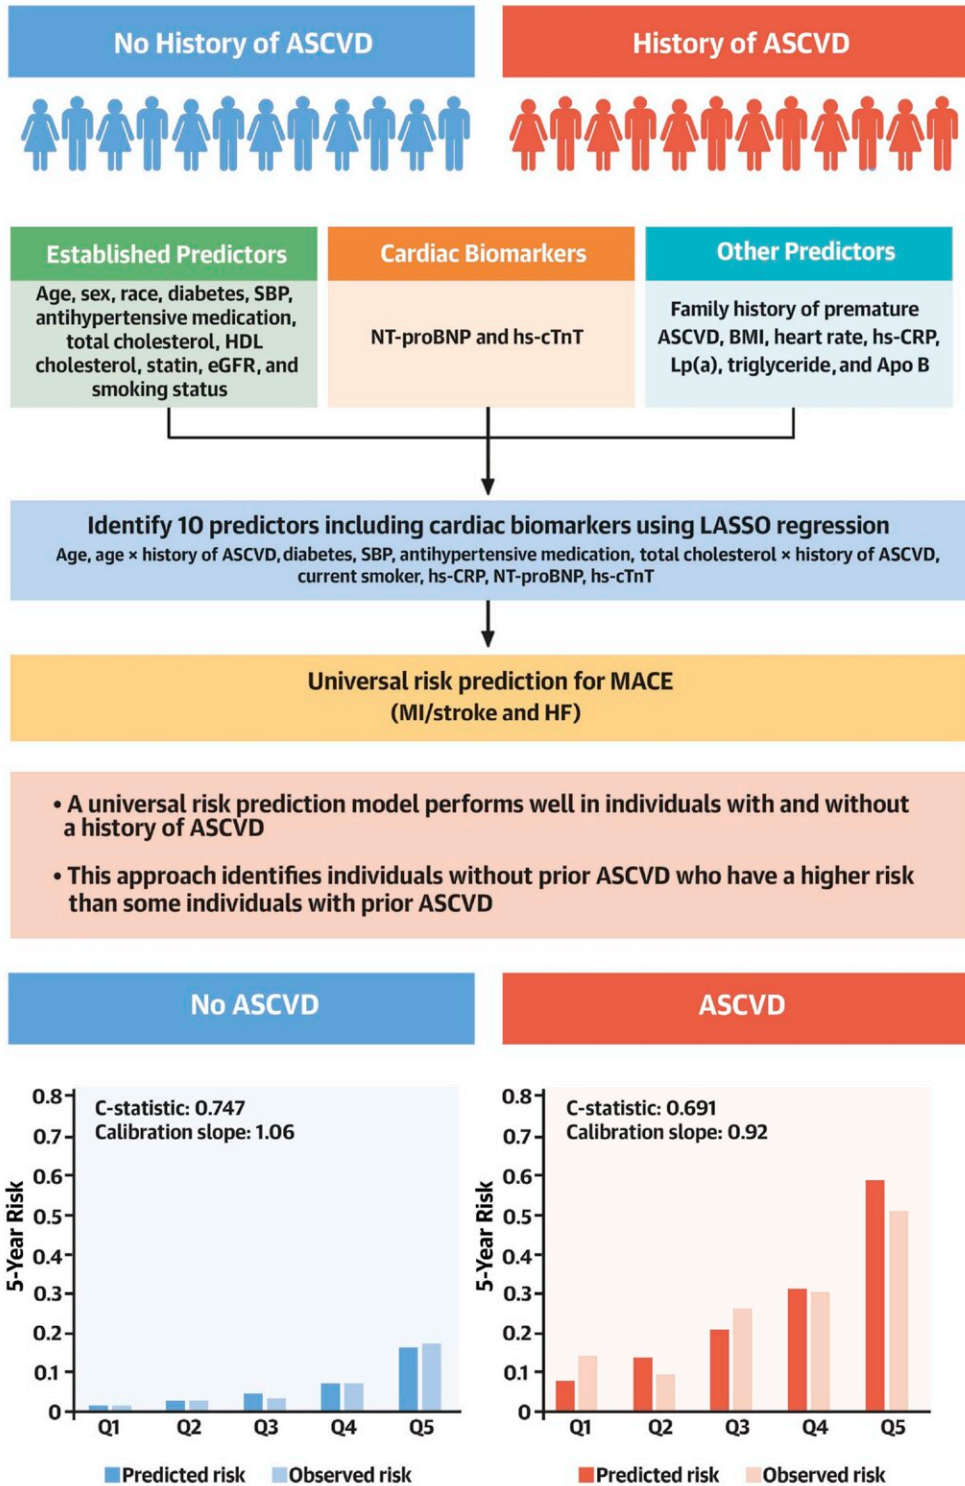 No History of ASCVD
History of ASCVD
Established Predictors
Age, sex, race, diabetes, SBP,
antihypertensive medication,
total cholesterol, HDL
cholesterol, statin, eGFR, and
smoking status
Cardiac Biomarkers
NT-proBNP and hs-cTnT
Other Predictors
Family history of premature
ASCVD, BMI, heart rate, hs-CRP,
Lp(a), triglyceride, and Apo B
Identify 10 predictors including cardiac biomarkers using LASSO regression
Age, age × history of ASCVD, diabetes, SBP, antihypertensive medication, total cholesterol × history of ASCVD,
current smoker, hs-CRP, NT-proBNP, hs-cTnT
Universal risk prediction for MACE
(MI/stroke and HF)
• A universal risk prediction model performs well in individuals with and without
a history of ASCVD
• This approach identifies individuals without prior ASCVD who have a higher risk
than some individuals with prior ASCVD
No ASCVD
C-statistic: 0.747
Calibration slope: 1.06
5-Year Risk
0.8
0.7
0.6
0.5
0.4
0.3
0.2
0.1
0
Q1 Q2 Q3 Q4 Q5
Predicted risk Observed risk
ASCVD
C-statistic: 0.691
Calibration slope: 0.92
5-Year Risk
0.8
0.7
0.6
0.5
0.4
0.3
0.2
0.1
0
Q1 Q2 Q3 Q4 Q5
Predicted risk Observed risk